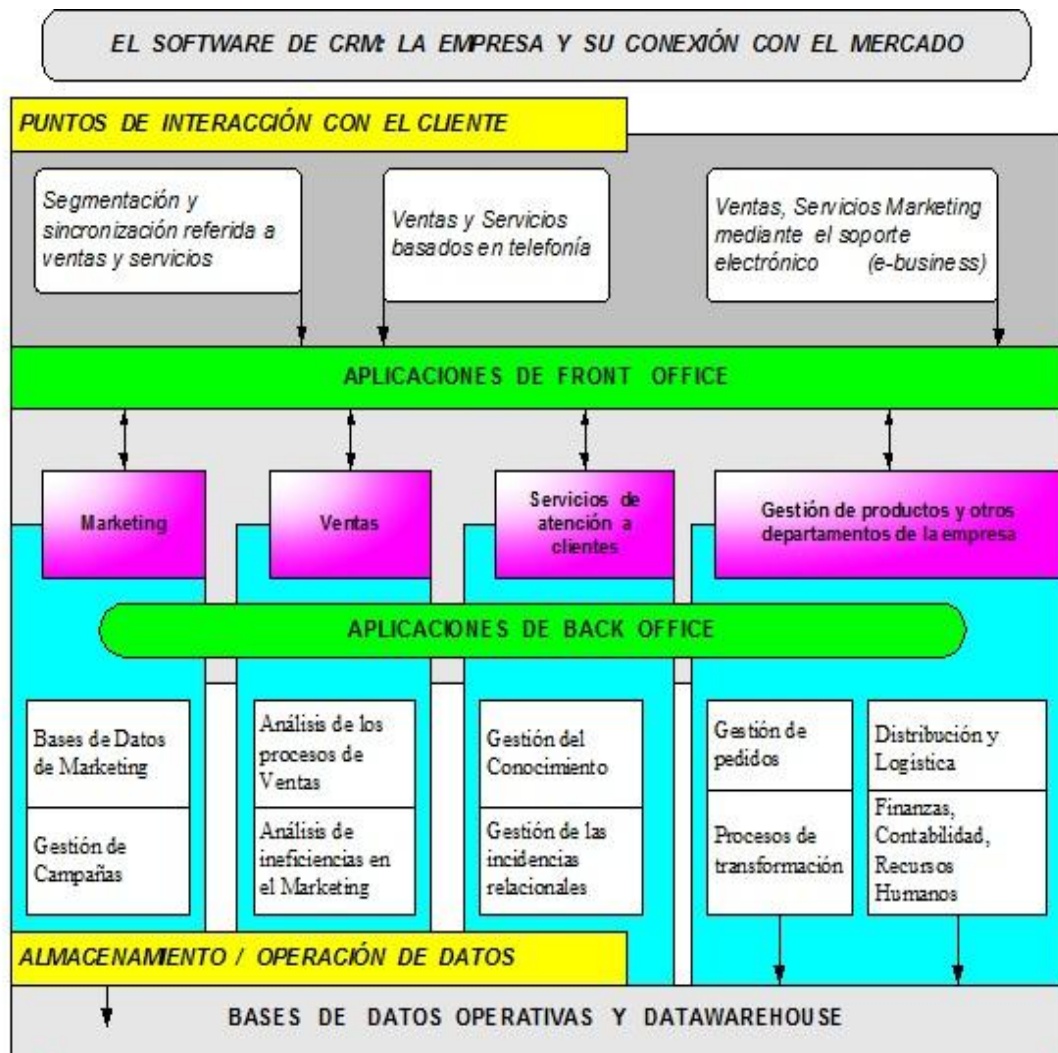 EL SOFTWARE DE CRM: LA EMPRESA Y SU CONEXIÓN CON EL MERCADO
PUNTOS DE INTERACCIÓN CON EL CLIENTE
Segmentación y
sincronización referida a
ventas y servicios
Ventas y Servicios
basados en telefonía
Ventas, Servicios Marketing
mediante el soporte
electrónico (e-business)
APLICACIONES DE FRONT OFFICE
Marketing
Ventas
Servicios de
atención a
clientes
Gestión de productos y otros
departamentos de la empresa
APLICACIONES DE BACK OFFICE
Bases de Datos
de Marketing
Análisis de los
procesos de
Ventas
Gestión del
Conocimiento
Gestión de
pedidos
Distribución y
Logística
Gestión de
Campañas
Análisis de
ineficiencias en
el Marketing
Gestión de las
incidencias
relacionales
Procesos de
transformación
Finanzas,
Contabilidad,
Recursos
Humanos
ALMACENAMIENTO / OPERACIÓN DE DATOS
BASES DE DATOS OPERATIVAS Y DATAWAREHOUSE